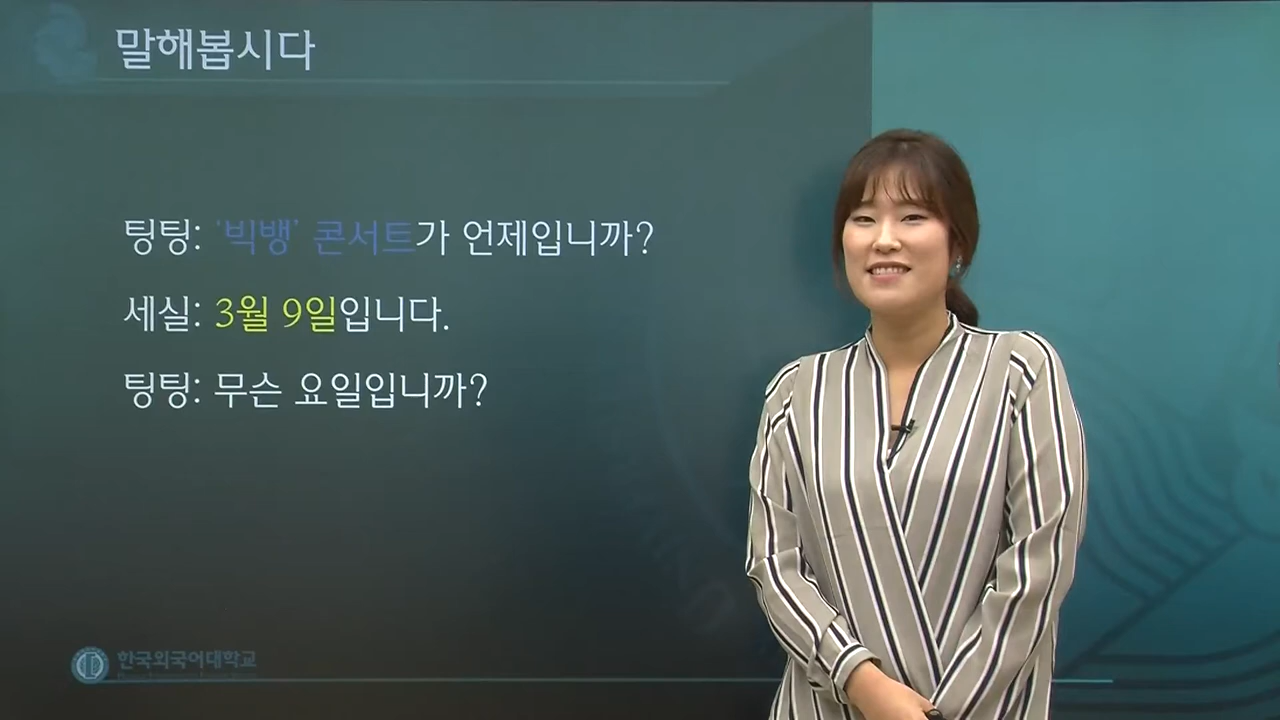 말해봅시다
팅팅: '빅뱅' 콘서트가 언제입니까?
세실: 3월 9일입니다.
팅팅: 무슨 요일입니까?
한국외국어대학교